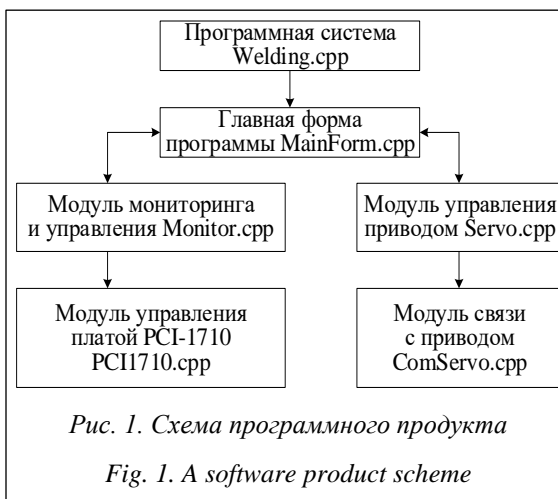 Программная система
Welding.cpp
Главная форма
программы MainForm.cpp
Модуль мониторинга
и управления Monitor.cpp
Модуль управления
приводом Servo.cpp
Модуль управления
платой PCI-1710
PCI1710.cpp
Модуль связи
с приводом
ComServo.cpp
Рис. 1. Схема программного продукта
Fig. 1. A software product scheme